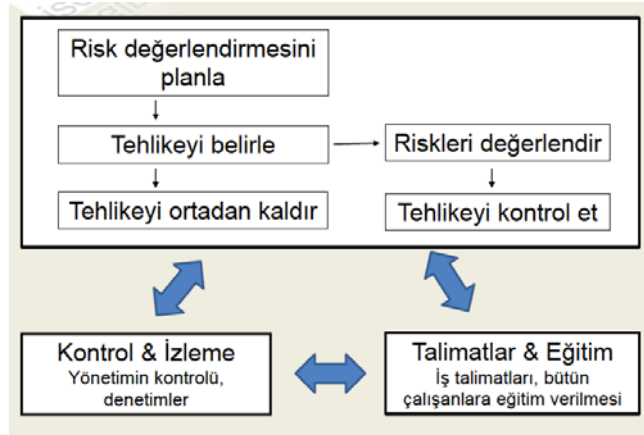 Risk değerlendirmesini
planla
Tehlikeyi belirle
Riskleri değerlendir
Tehlikeyi ortadan kaldır
Tehlikeyi kontrol et
Kontrol & İzleme
Yönetimin kontrolü,
denetimler
Talimatlar & Eğitim
İş talimatları, bütün
çalışanlara eğitim verilmesi